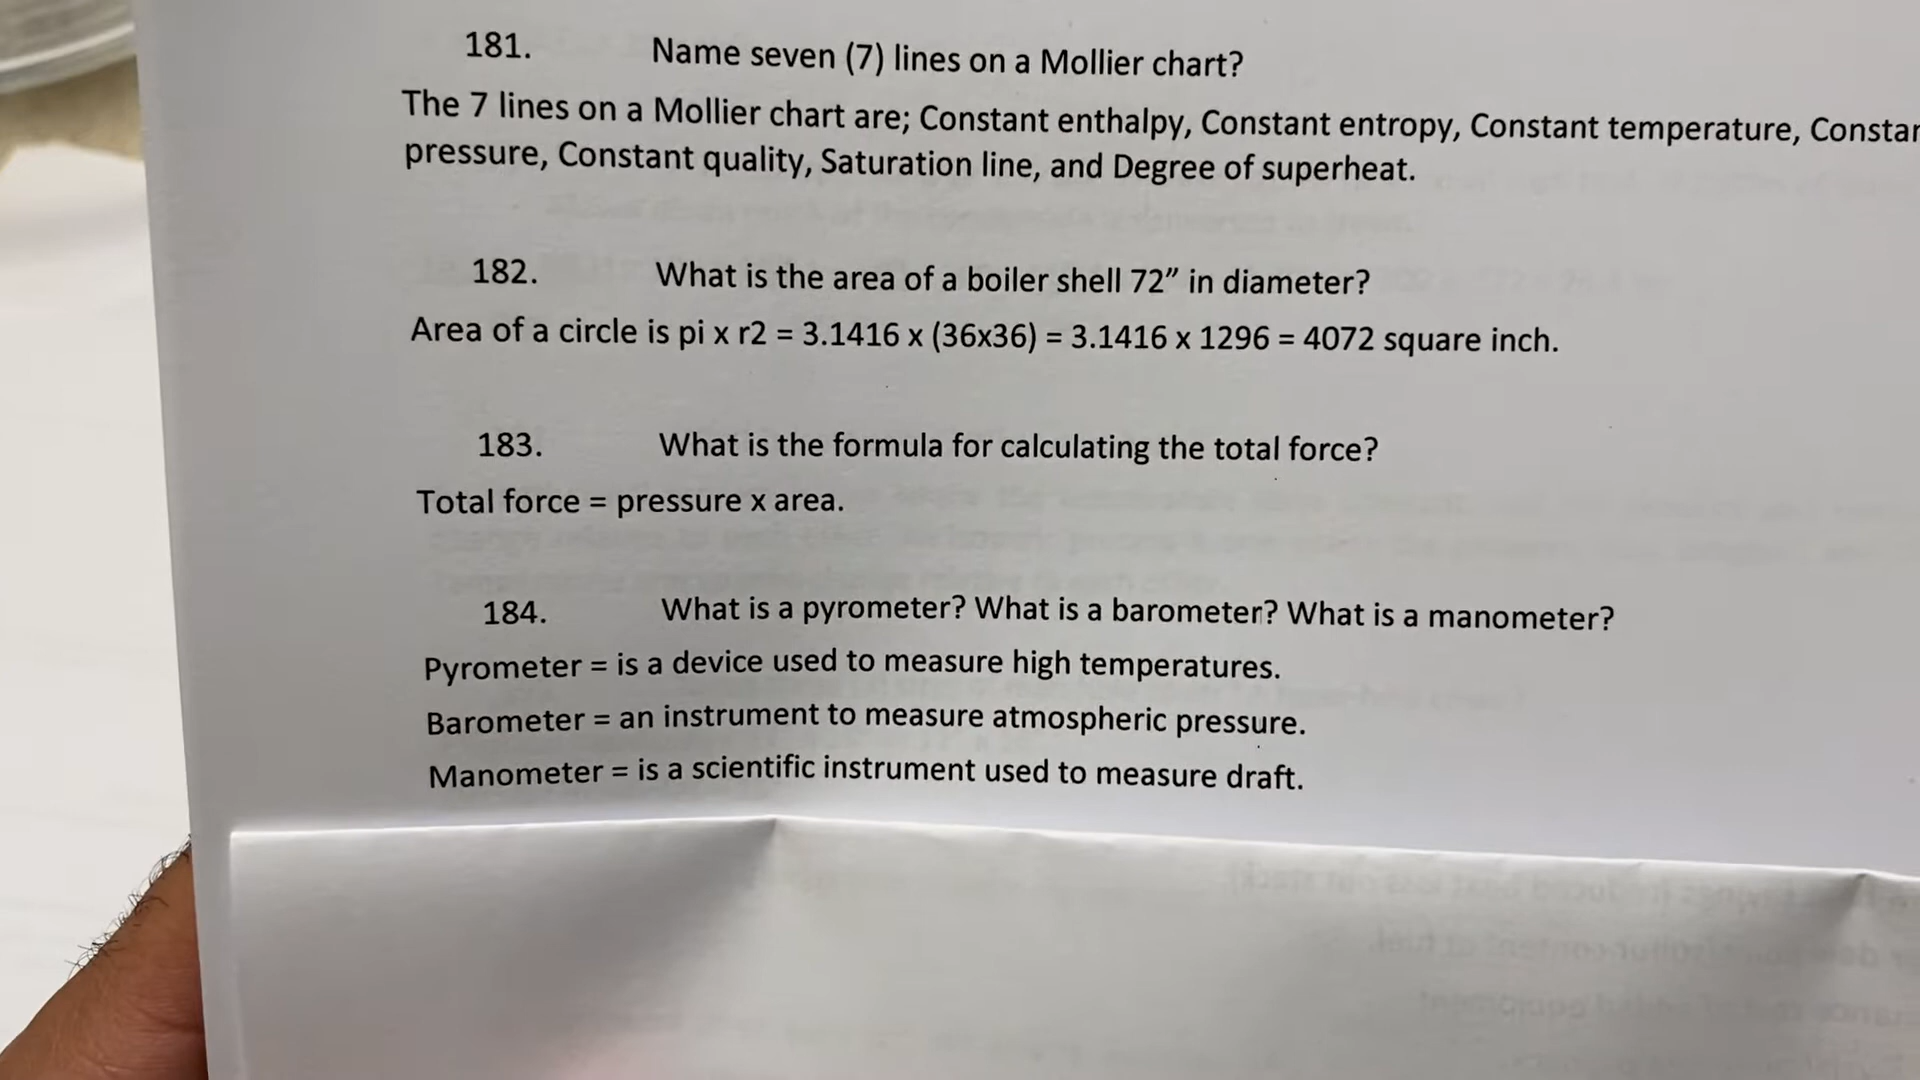 181. Name seven (7) lines on a Mollier chart?
The 7 lines on a Mollier chart are; Constant enthalpy, Constant entropy, Constant temperature, Constan
pressure, Constant quality, Saturation line, and Degree of superheat.
182. What is the area of a boiler shell 72” in diameter?
Area of a circle is pi x r2 = 3.1416 x (36x36) = 3.1416 x 1296 = 4072 square inch.
183. What is the formula for calculating the total force?
Total force = pressure x area.
184. What is a pyrometer? What is a barometer? What is a manometer?
Pyrometer = is a device used to measure high temperatures.
Barometer = an instrument to measure atmospheric pressure.
Manometer = is a scientific instrument used to measure draft.